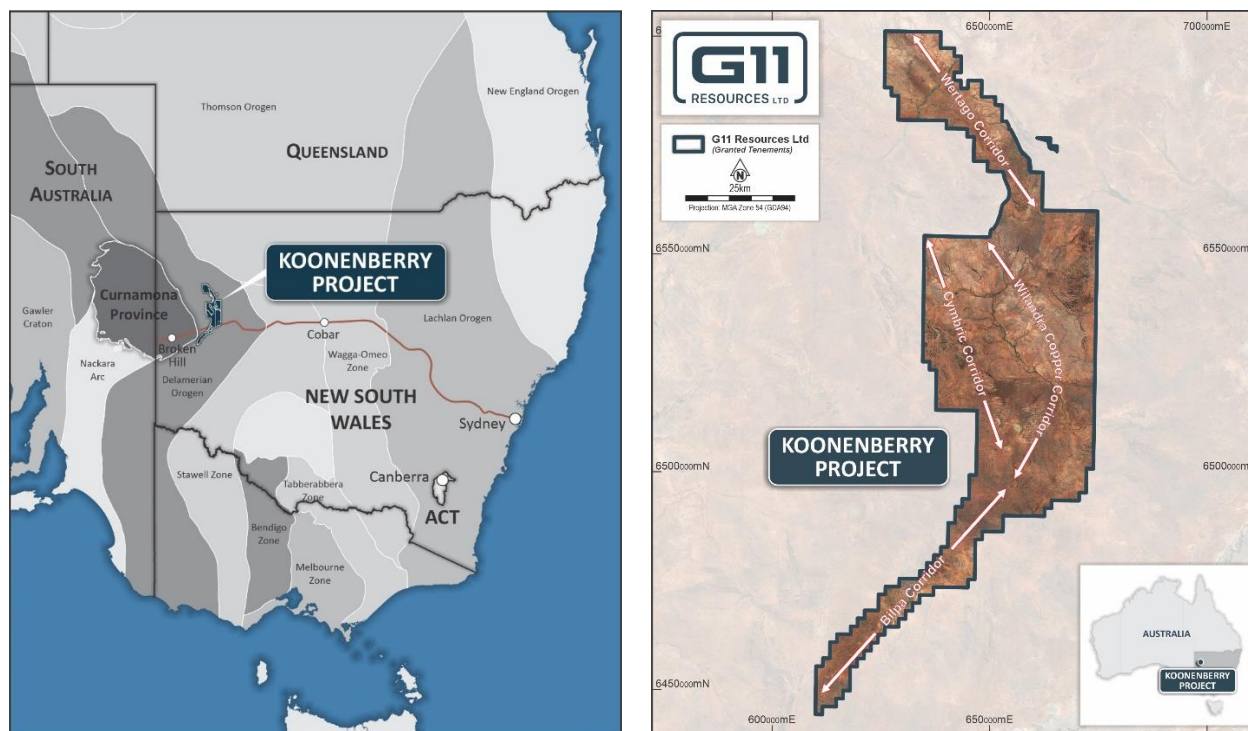 Thomson Orogen
New England Orogen
QUEENSLAND
SOUTH
AUSTRALIA
KOONENBERRY
PROJECT
Curnamona
Province
Gawler
Craton
Broken
Hill
Cobar
Lachlan Orogen
Nackara
Arc
Delamerian
Orogen
Wagga-Omeo
Zone
NEW SOUTH
WALES
Sydney
Stawell Zone
Tabberabbera
Zone
Canberra
ACT
Bendigo
Zone
Melbourne
Zone
650000mE
700000mE
G11
RESOURCES LTD
G11 Resources Ltd
(Granted Tenements)
N
25km
Projection: MGA Zone 54 (GDA94)
Wertago Corridor
6550000mN
6550000mN
Cymbric Corridor
Wilandra Copper Corridor
KOONENBERRY
PROJECT
6500000mN
6500000mN
Bilpa Corridor
AUSTRALIA
KOONENBERRY
PROJECT
6450000mN
600000mE
650000mE